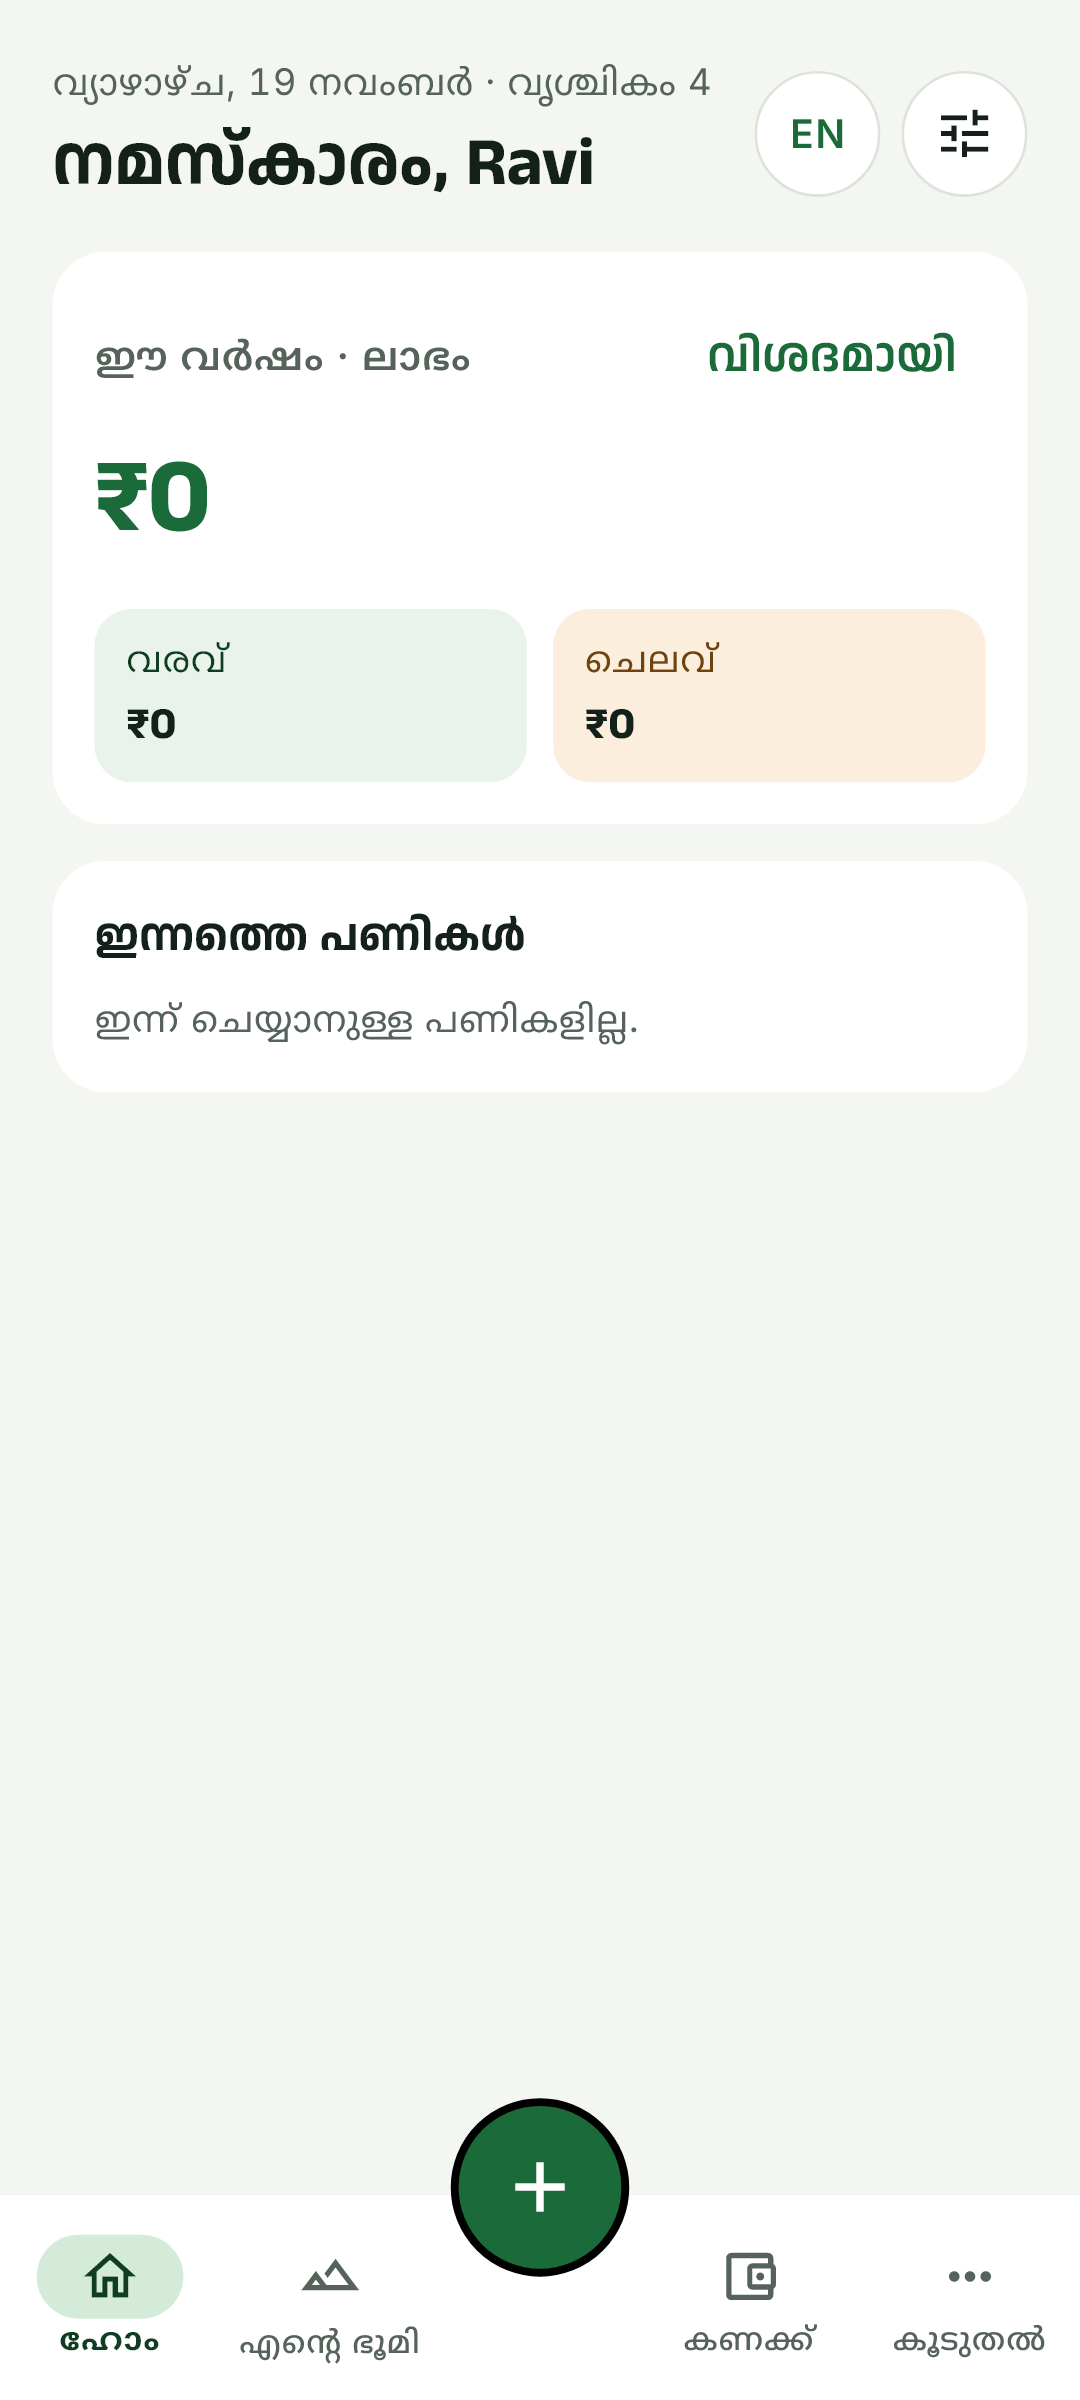 വ്യാഴാഴ്ച, 19 നവംബർ · വൃശ്ചികം 4
നമസ്കാരം, Ravi
EN
ഈ വർഷം · ലാഭം
വിശദമായി
₹0
വരവ്
₹0
ചെലവ്
₹0
ഇന്നത്തെ പണികൾ
ഇന്ന് ചെയ്യാനുള്ള പണികളില്ല.
ഹോം
എന്റെ ഭൂമി
കണക്ക്
കൂടുതൽ